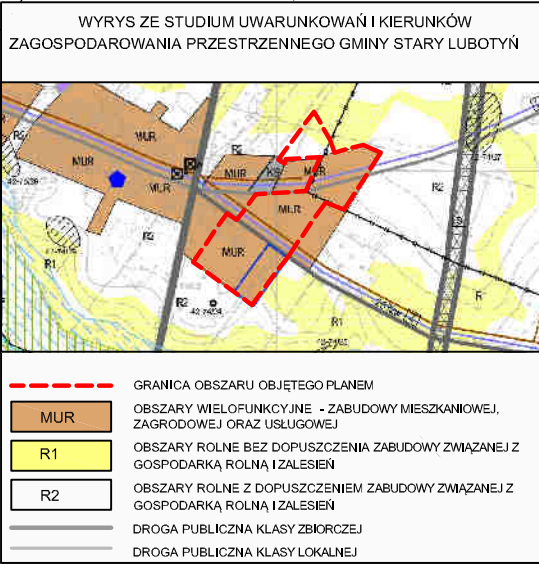 WYRYS ZE STUDIUM UWARUNKOWAŃ I KIERUNKÓW
ZAGOSPODAROWANIA PRZESTRZENNEGO GMINY STARY LUBOTYŃ
MUR
R2
MUR
MUR
KS
MUR
R2
MUR
MUR
R2
R1
MUR
R2
R1
R1
MUR
OBSZARY WIELOFUNKCYJNE - ZABUDOWY MIESZKANIOWEJ,
ZAGRODOWEJ ORAZ USŁUGOWEJ
GRANICA OBSZARU OBJĘTEGO PLANEM
R1
OBSZARY ROLNE BEZ DOPUSZCZENIA ZABUDOWY ZWIĄZANEJ Z
GOSPODARKĄ ROLNĄ I ZALESIEŃ
R2
OBSZARY ROLNE Z DOPUSZCZENIEM ZABUDOWY ZWIĄZANEJ Z
GOSPODARKĄ ROLNĄ I ZALESIEŃ
DROGA PUBLICZNA KLASY ZBIORCZEJ
DROGA PUBLICZNA KLASY LOKALNEJ